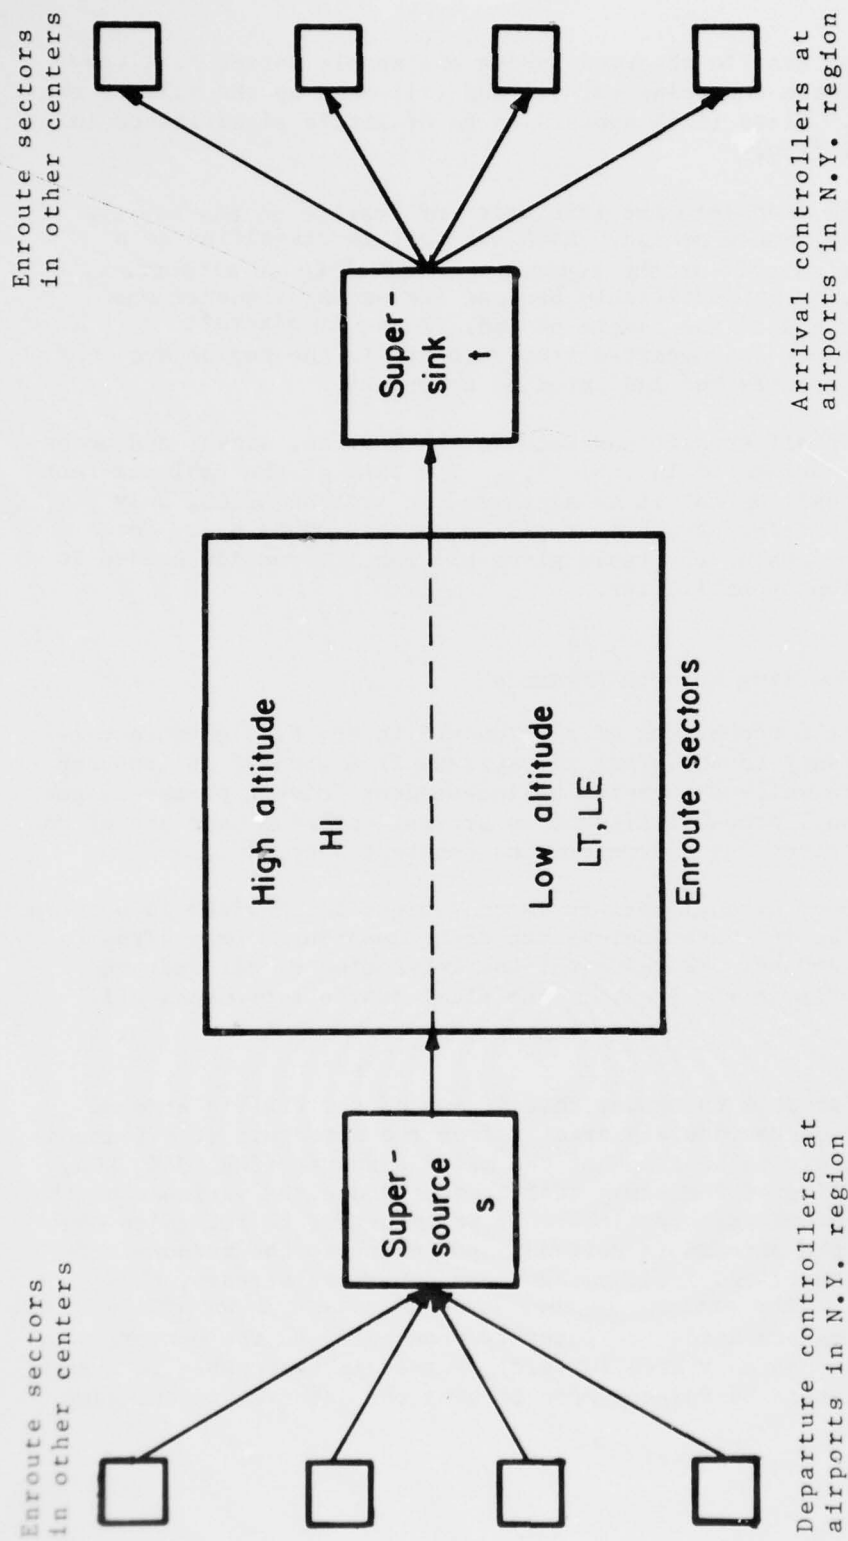 Enroute sectors
in other centers
Departure controllers at
airports in N.Y. region
Super-
source
s
High altitude
HI
Low altitude
LT, LE
Enroute sectors
Super-
sink
t
Enroute sectors
in other centers
Arrival controllers at
airports in N.Y. region